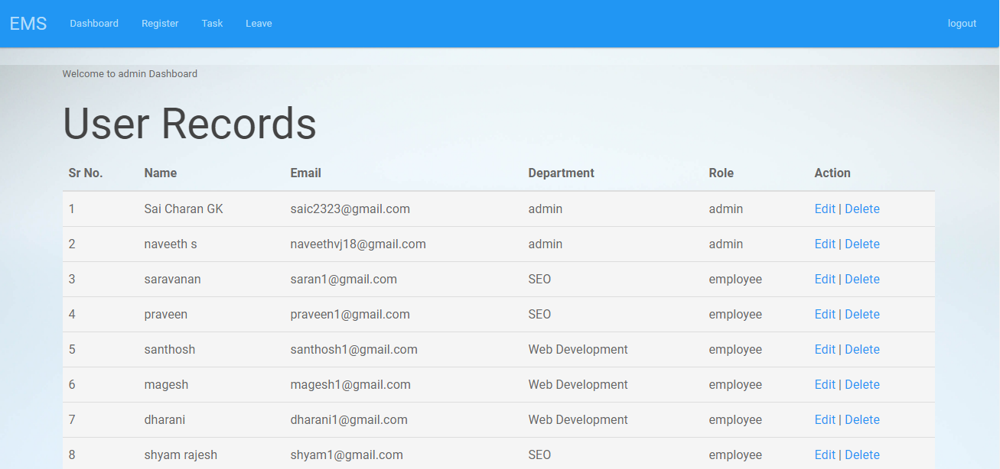 EMS Dashboard Register Task Leave logout
Welcome to admin Dashboard
User Records
Sr No. Name Email Department Role Action
1 Sai Charan GK saic2323@gmail.com admin admin Edit | Delete
2 naveeth s naveethvj18@gmail.com admin admin Edit | Delete
3 saravanan saran1@gmail.com SEO employee Edit | Delete
4 praveen praveen1@gmail.com SEO employee Edit | Delete
5 santhosh santhosh1@gmail.com Web Development employee Edit | Delete
6 magesh magesh1@gmail.com Web Development employee Edit | Delete
7 dharani dharani1@gmail.com Web Development employee Edit | Delete
8 shyam rajesh shyam1@gmail.com SEO employee Edit | Delete